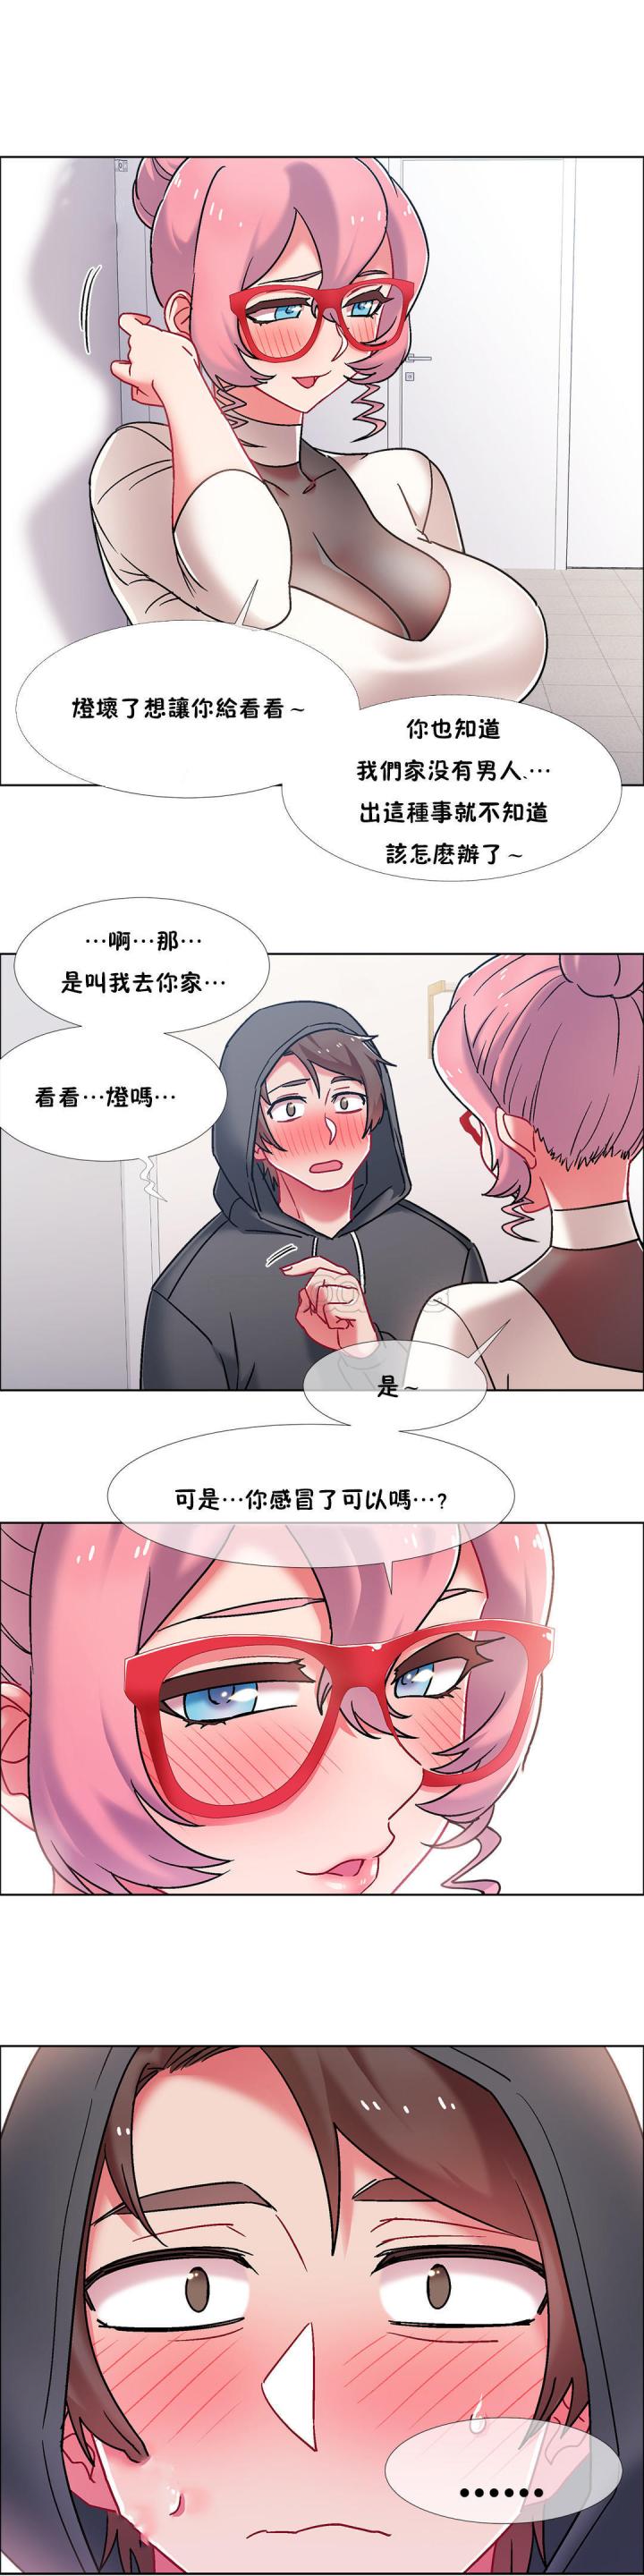 燈壞了想讓你給看看~
你也知道
我們家没有男人…
出這種事就不知道
該怎麽辦了~
…啊…那…
是叫我去你家…
看看…燈嗎…
是~
可是…你感冒了可以嗎…?
……